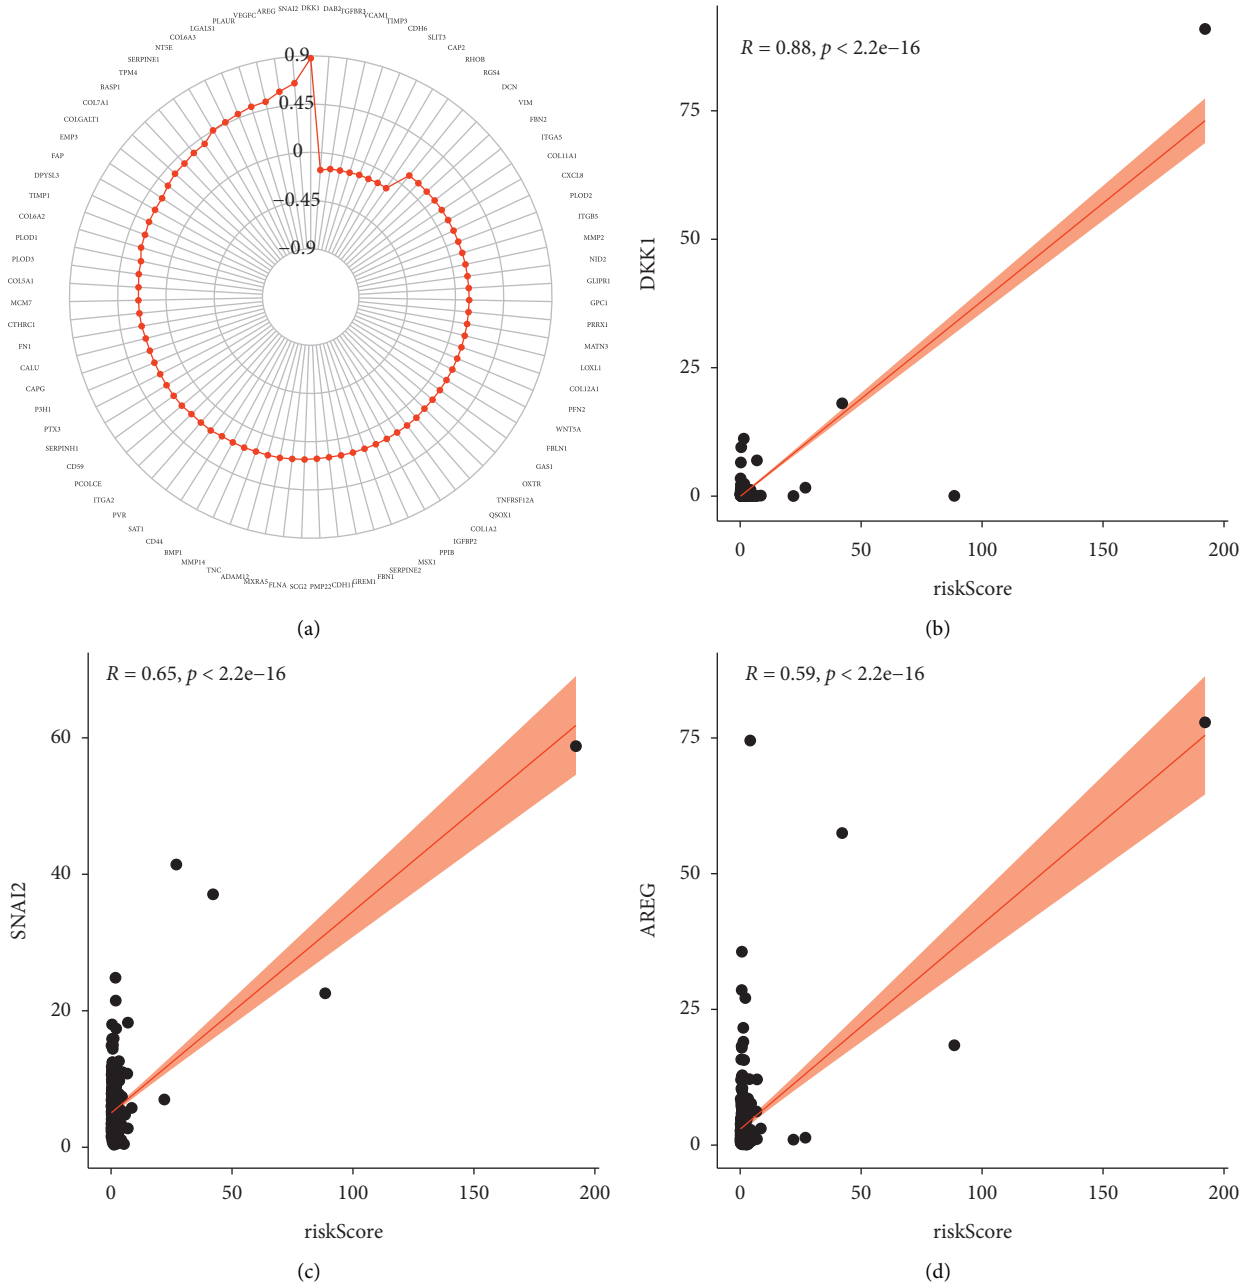 DKK1
DAB2
TGFBR3
VCAM1
TIMP3
CDH6
SLIT3
CAP2
RHOB
RGS4
DCN
VIM
FBN2
ITGA5
COL11A1
CXCL8
PLOD2
ITGB5
MMP2
NID2
GLIPR1
GPC1
PRRX1
MATN3
LOXL1
COL12A1
PFN2
WNT5A
FBLN1
GAS1
OXTR
TNFRSF12A
QSOX1
COL1A2
IGFBP2
PPIB
MSX1
SERPINE2
FBN1
GREM1
CDH11
PMP22
SCG2
FLNA
MXRA5
ADAM12
TNC
MMP14
BMP1
CD44
SAT1
PVR
ITGA2
PCOLCE
CD59
SERPINH1
PTX3
P3H1
CAPG
CALU
FN1
CTHRC1
MCM7
COL5A1
PLOD3
PLOD1
COL6A2
TIMP1
DPYSL3
FAP
EMP3
COLGALT1
COL7A1
BASP1
TPM4
SERPINE1
NT5E
COL6A3
LGALS1
PLAUR
VEGFC
AREG
SNAI2
0.9
0.45
0
−0.45
−0.9
(a)
R = 0.88, p < 2.2e−16
DKK1
75
50
25
0
0 50 100 150 200
riskScore
(b)
R = 0.65, p < 2.2e−16
SNAI2
60
40
20
0
0 50 100 150 200
riskScore
(c)
R = 0.59, p < 2.2e−16
AREG
75
50
25
0
0 50 100 150 200
riskScore
(d)